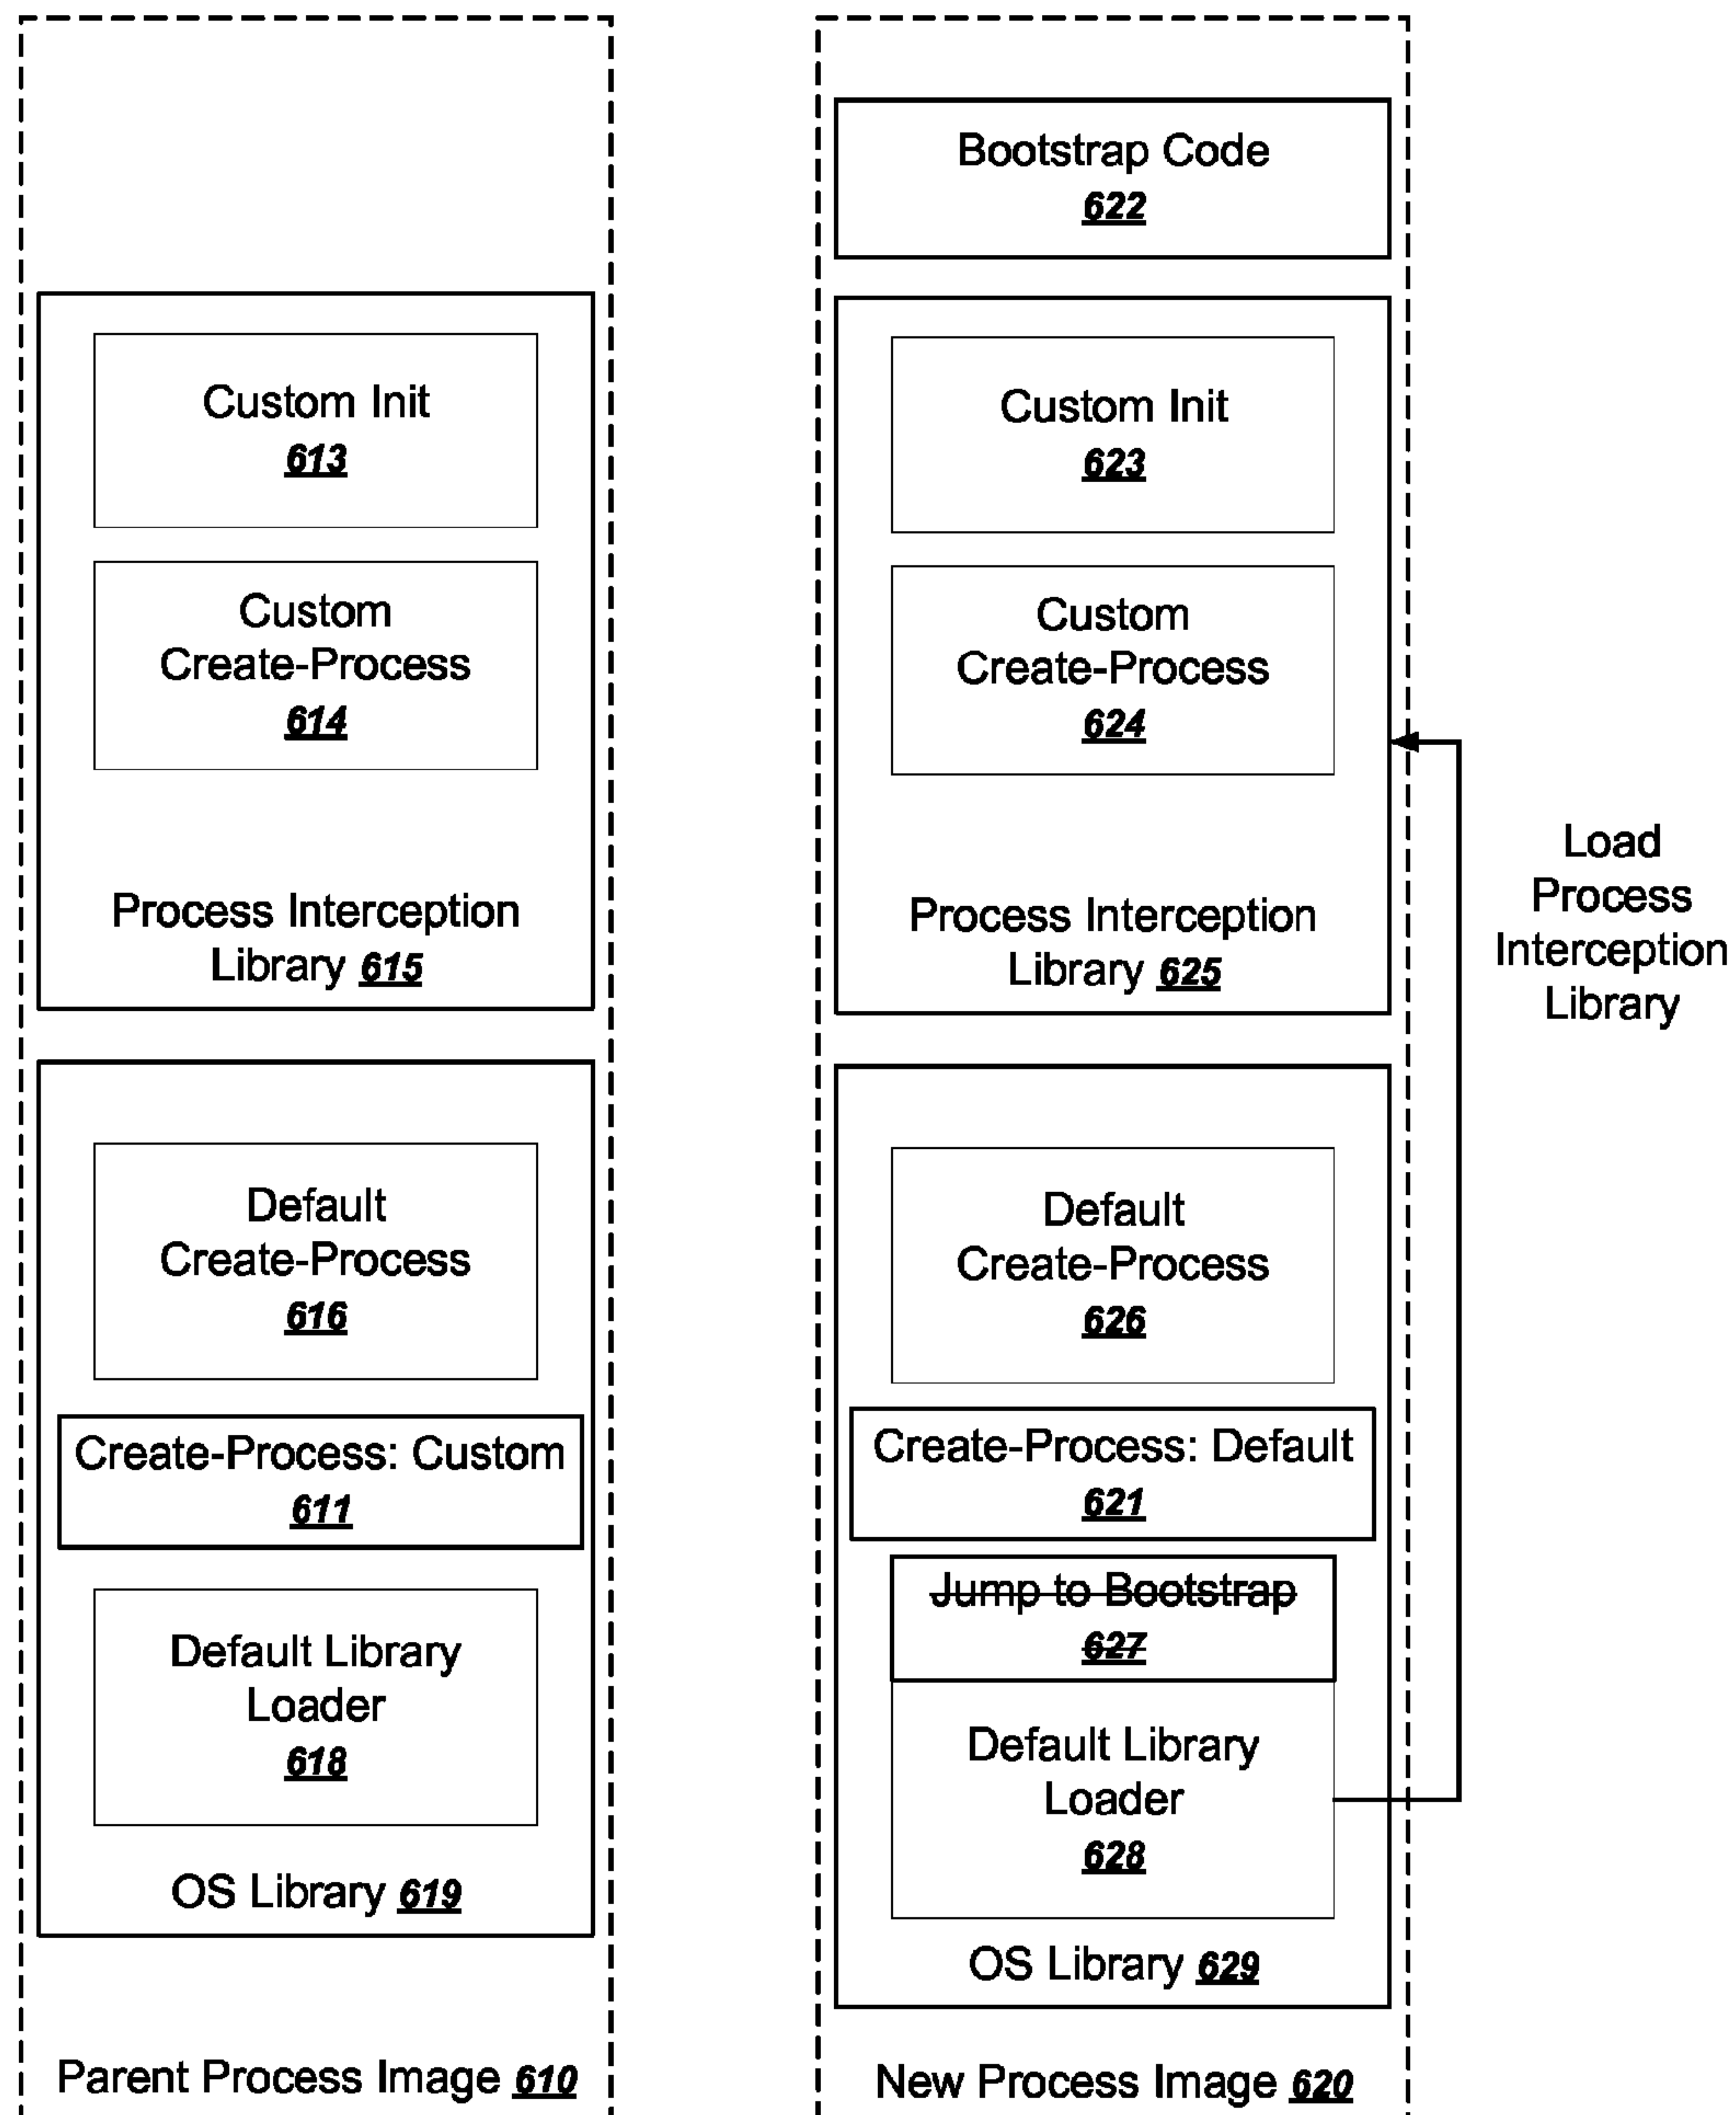 Custom Init
613
Custom
Create-Process
614
Process Interception
Library 615
Default
Create-Process
616
Create-Process: Custom
611
Default Library
Loader
618
OS Library 619
Parent Process Image 610
Bootstrap Code
622
Custom Init
623
Custom
Create-Process
624
Process Interception
Library 625
Default
Create-Process
626
Create-Process: Default
621
Jump to Bootstrap
627
Default Library
Loader
628
OS Library 629
New Process Image 620
Load
Process
Interception
Library